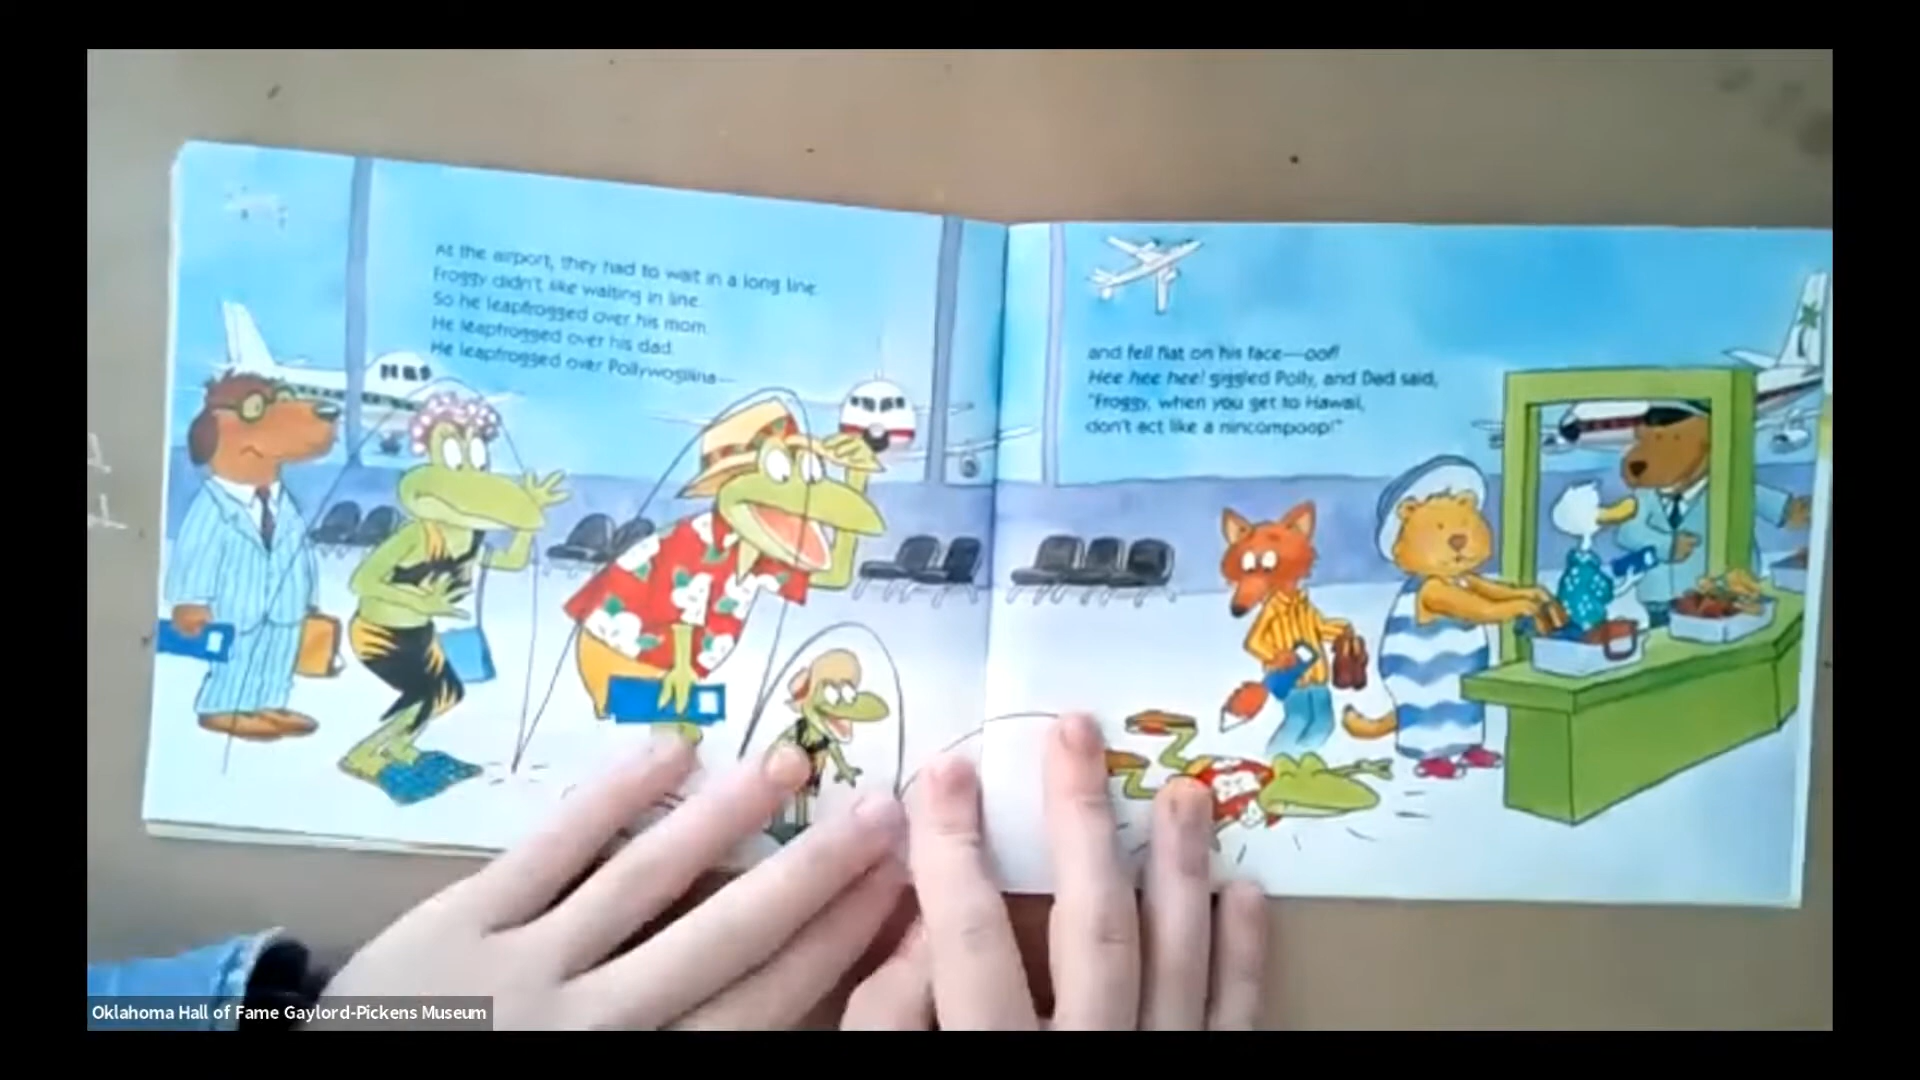 At the airport, they had to wait in a long line.
Froggy didn't like waiting in line.
So he leapfrogged over his mom.
He leapfrogged over his dad.
He leapfrogged over Pollywogilina—
and fell flat on his face—oof!
Hee hee hee! giggled Polly, and Dad said,
"Froggy, when you get to Hawaii,
don't act like a nincompoop!"
Oklahoma Hall of Fame Gaylord-Pickens Museum